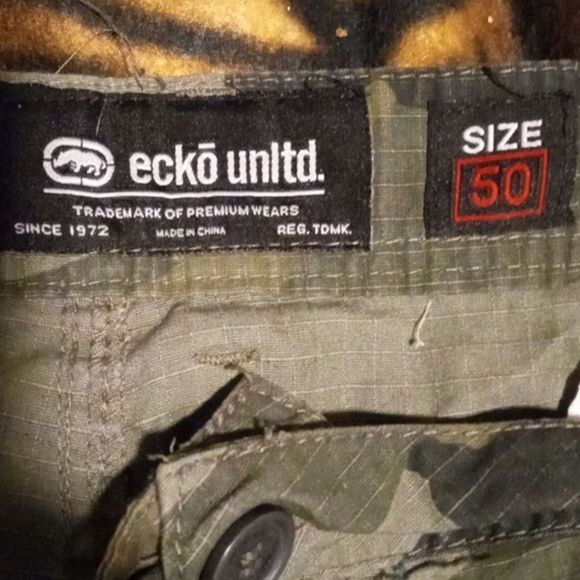 eckō unltd.
TRADEMARK OF PREMIUM WEARS
SINCE 1972 MADE IN CHINA REG. TDMK.
SIZE
50